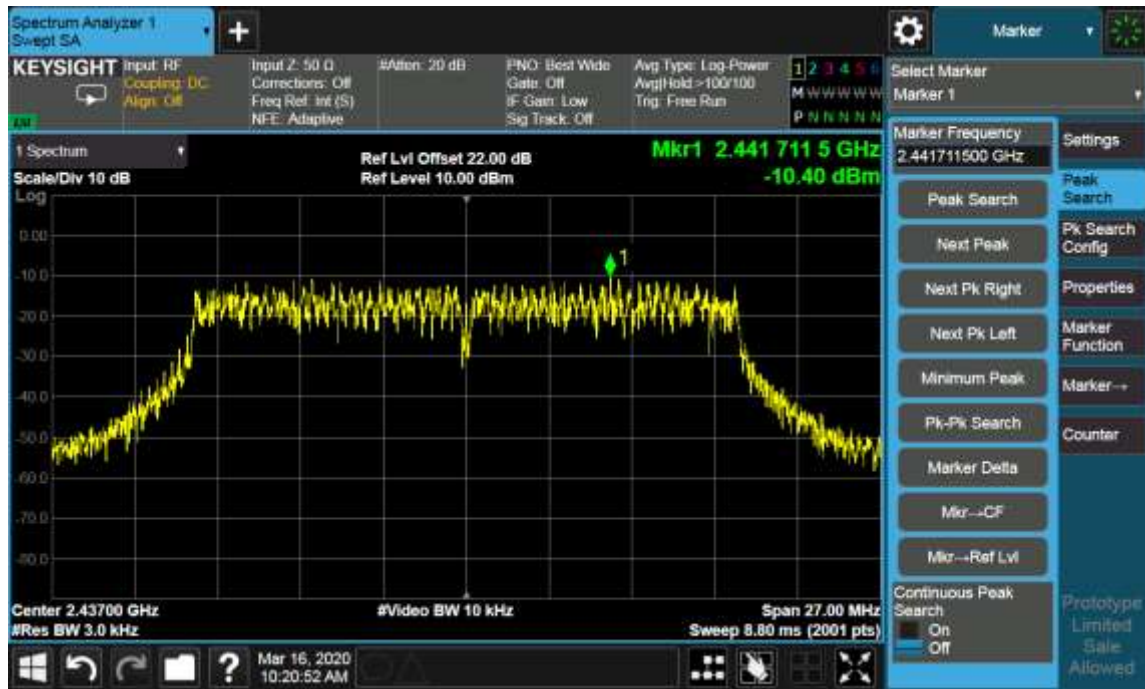 Spectrum Analyzer 1
Swept SA
+
Marker
KEYSIGHT
Input: RF
Coupling: DC
Align: Off
Input Z: 50 Ω
Corrections: Off
Freq Ref: Int (S)
NFE: Adaptive
#Atten: 20 dB
PNO: Best Wide
Gate: Off
IF Gain: Low
Sig Track: Off
Avg Type: Log-Power
Avg|Hold:>100/100
Trig: Free Run
1 2 3 4 5 6
M W W W W W
P N N N N N
Select Marker
Marker 1
1 Spectrum
Scale/Div 10 dB
Log
Ref Lvl Offset 22.00 dB
Ref Level 10.00 dBm
Mkr1 2.441 711 5 GHz
-10.40 dBm
0.00
-10.0
-20.0
-30.0
-40.0
-50.0
-60.0
-70.0
-80.0
1
Center 2.43700 GHz
#Res BW 3.0 kHz
#Video BW 10 kHz
Span 27.00 MHz
Sweep 8.80 ms (2001 pts)
Marker Frequency
2.441711500 GHz
Peak Search
Next Peak
Next Pk Right
Next Pk Left
Minimum Peak
Pk-Pk Search
Marker Delta
Mkr→CF
Mkr→Ref Lvl
Continuous Peak
Search
On
Off
Settings
Peak
Search
Pk Search
Config
Properties
Marker
Function
Marker→
Counter
Prototype
Limited
Sale
Allowed
?
Mar 16, 2020
10:20:52 AM